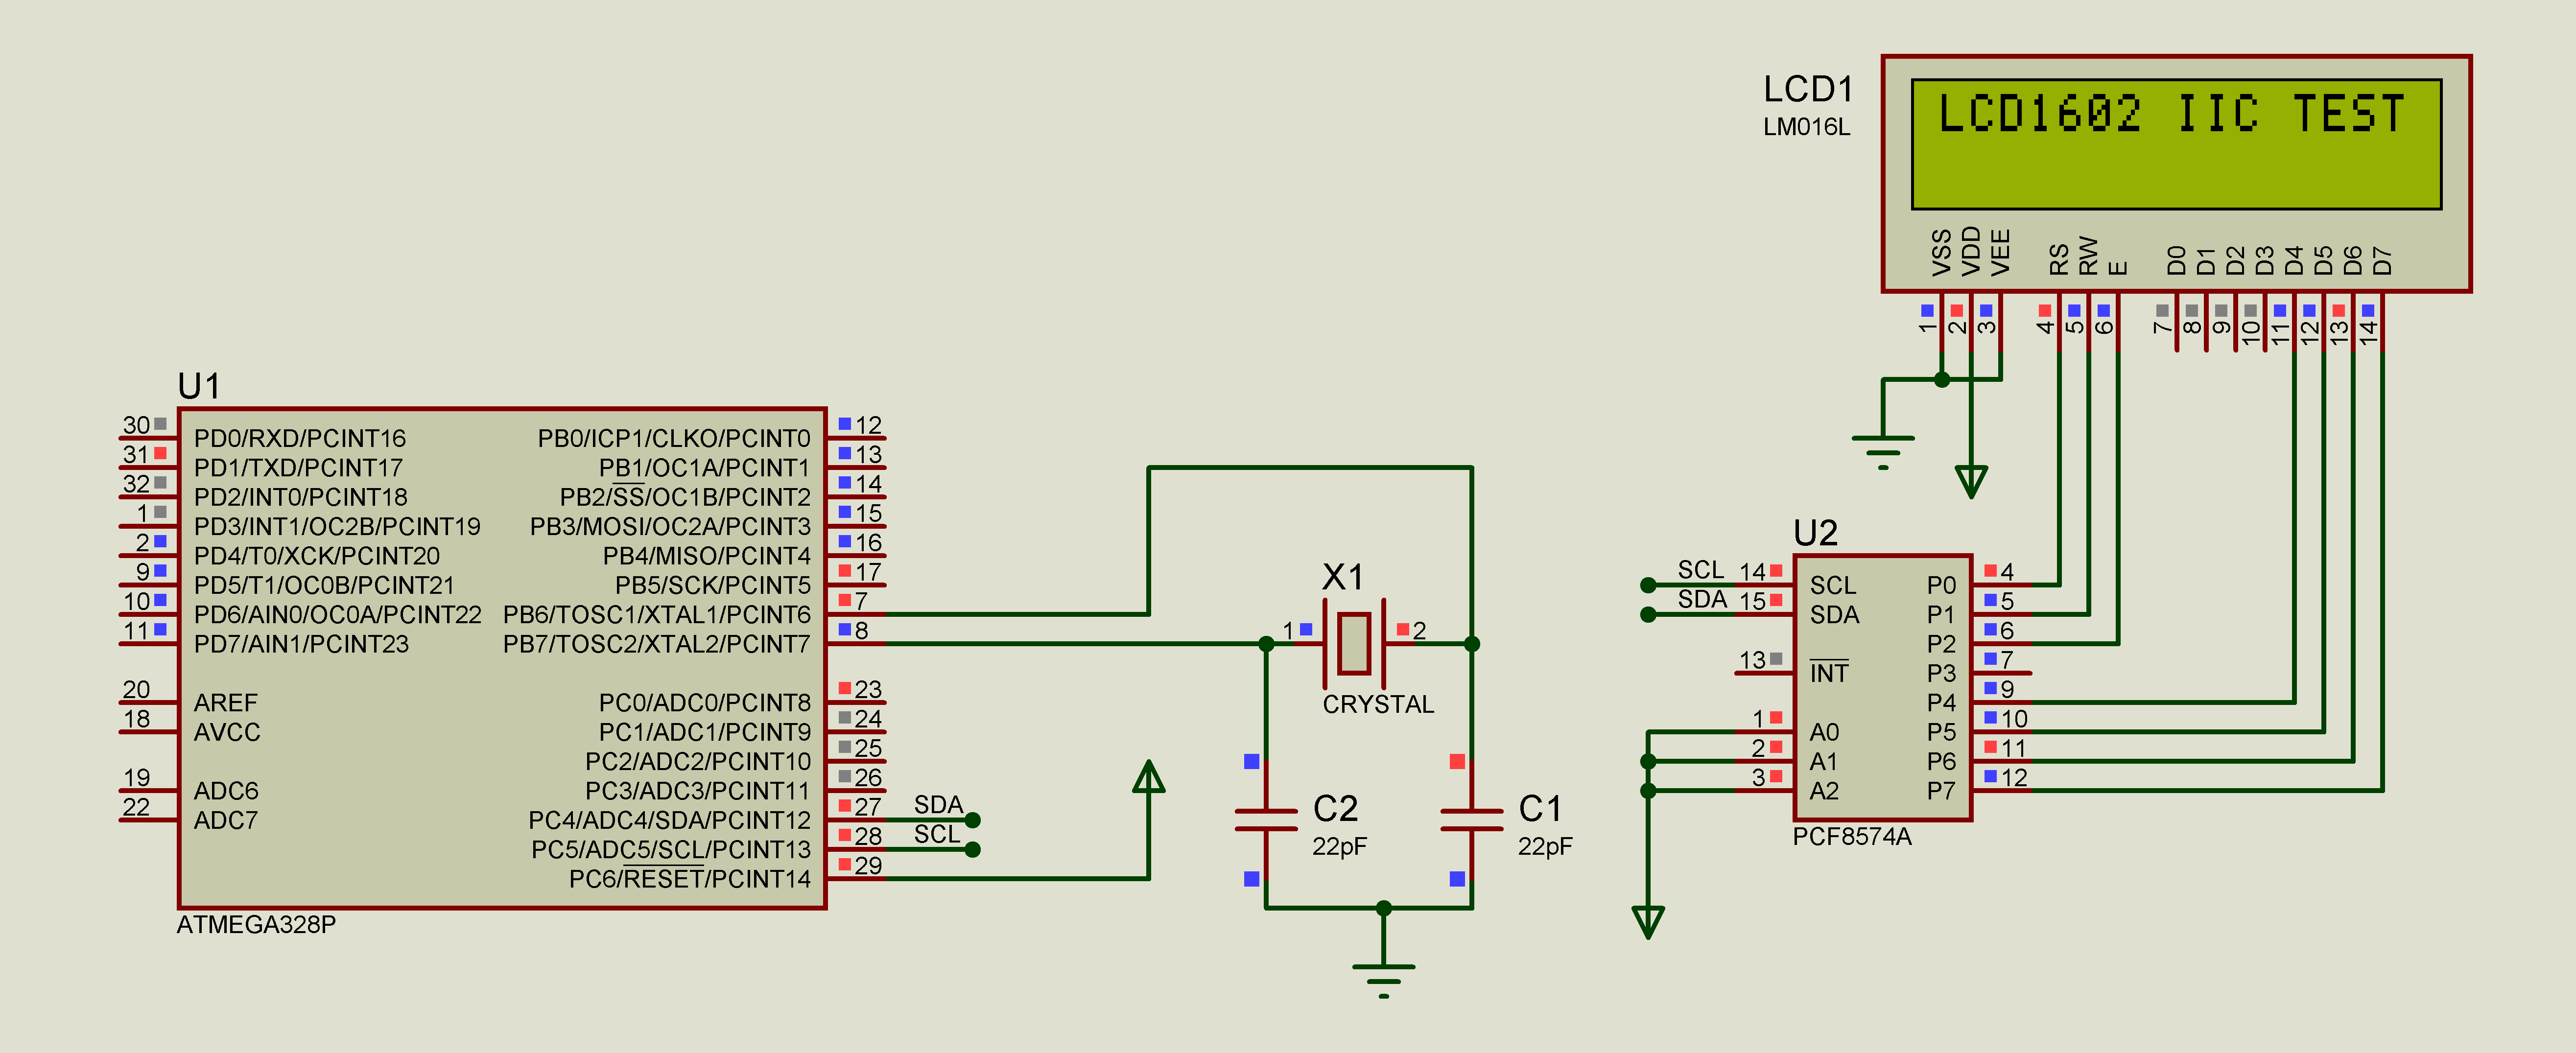 LCD1
LM016L
LCD1602 IIC TEST
VSS
VDD
VEE
RS
RW
E
D0
D1
D2
D3
D4
D5
D6
D7
1
2
3
4
5
6
7
8
9
10
11
12
13
14
U1
30 PD0/RXD/PCINT16
31 PD1/TXD/PCINT17
32 PD2/INT0/PCINT18
1 PD3/INT1/OC2B/PCINT19
2 PD4/T0/XCK/PCINT20
9 PD5/T1/OC0B/PCINT21
10 PD6/AIN0/OC0A/PCINT22
11 PD7/AIN1/PCINT23
20 AREF
18 AVCC
19 ADC6
22 ADC7
PB0/ICP1/CLKO/PCINT0 12
PB1/OC1A/PCINT1 13
PB2/SS/OC1B/PCINT2 14
PB3/MOSI/OC2A/PCINT3 15
PB4/MISO/PCINT4 16
PB5/SCK/PCINT5 17
PB6/TOSC1/XTAL1/PCINT6 7
PB7/TOSC2/XTAL2/PCINT7 8
PC0/ADC0/PCINT8 23
PC1/ADC1/PCINT9 24
PC2/ADC2/PCINT10 25
PC3/ADC3/PCINT11 26
PC4/ADC4/SDA/PCINT12 27 SDA
PC5/ADC5/SCL/PCINT13 28 SCL
PC6/RESET/PCINT14 29
ATMEGA328P
X1
1 2
CRYSTAL
C2
22pF
C1
22pF
U2
SCL 14 SCL
SDA 15 SDA
13 INT
1 A0
2 A1
3 A2
P0 4
P1 5
P2 6
P3 7
P4 9
P5 10
P6 11
P7 12
PCF8574A